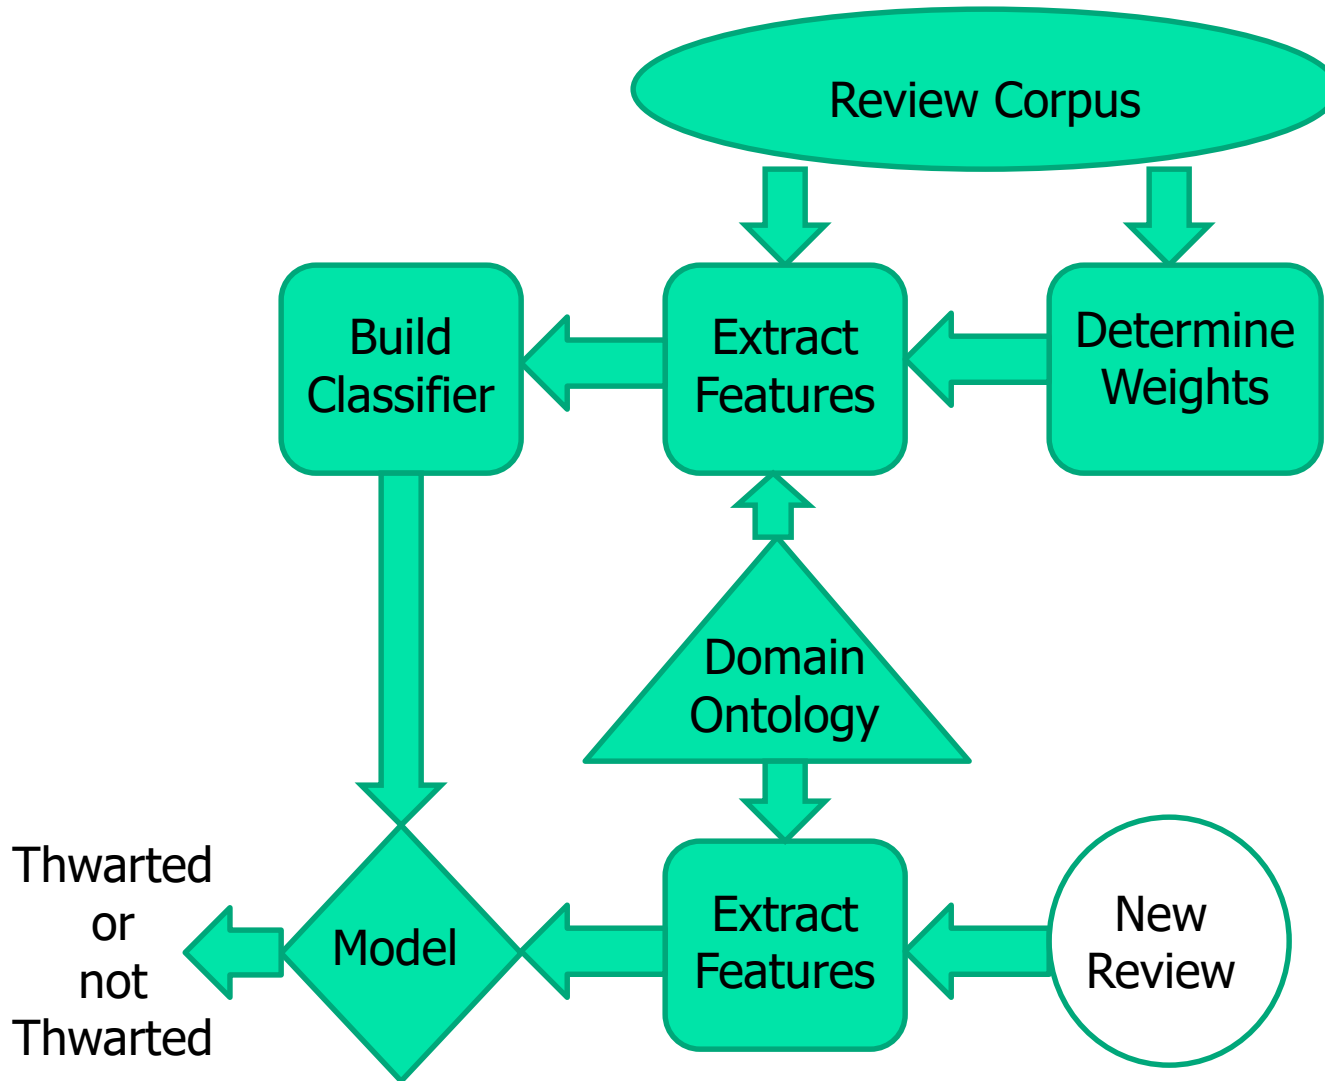 Review Corpus
Build
Classifier
Extract
Features
Determine
Weights
Domain
Ontology
Thwarted
or
not
Thwarted
Model
Extract
Features
New
Review